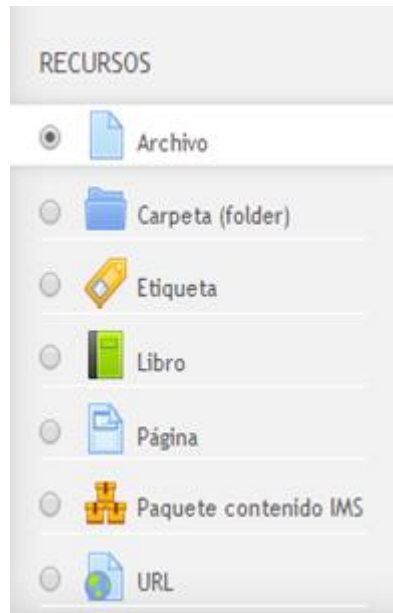 RECURSOS
Archivo
Carpeta (folder)
Etiqueta
Libro
Página
Paquete contenido IMS
URL